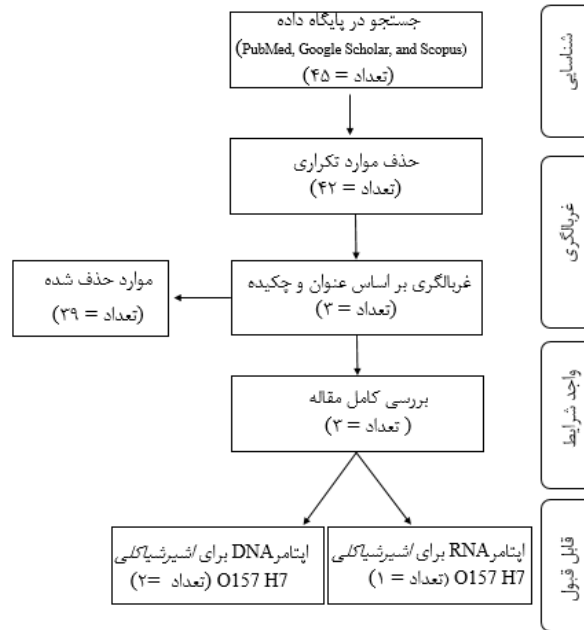 جستجو در پایگاه داده
(PubMed, Google Scholar, and Scopus)
(تعداد = ۴۵)
شناسایی
حذف موارد تکراری
(تعداد = ۴۲)
غربالگری
غربالگری بر اساس عنوان و چکیده
(تعداد = ۳)
موارد حذف شده
(تعداد = ۳۹)
بررسی کامل مقاله
( تعداد = ۳)
واجد شرایط
اپتامرRNA برای اشیرشیاکلی
O157 H7 (تعداد = ۱)
اپتامرDNA برای اشیرشیاکلی
O157 H7 (تعداد =۲)
قابل قبول